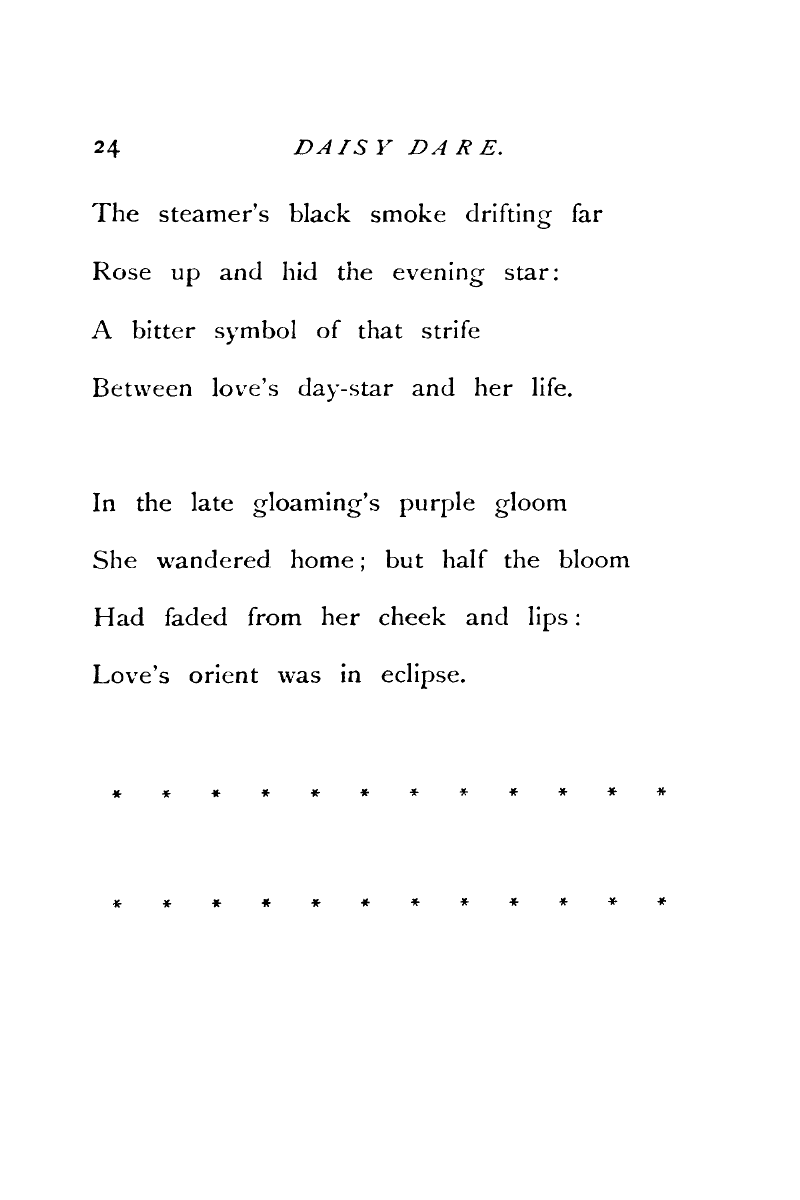 24 DAISY DARE.
The steamer's black smoke drifting far
Rose up and hid the evening star:
A bitter symbol of that strife
Between love's day-star and her life.
In the late gloaming's purple gloom
She wandered home; but half the bloom
Had faded from her cheek and lips:
Love's orient was in eclipse.
* * * * * * * * * * * *
* * * * * * * * * * * *